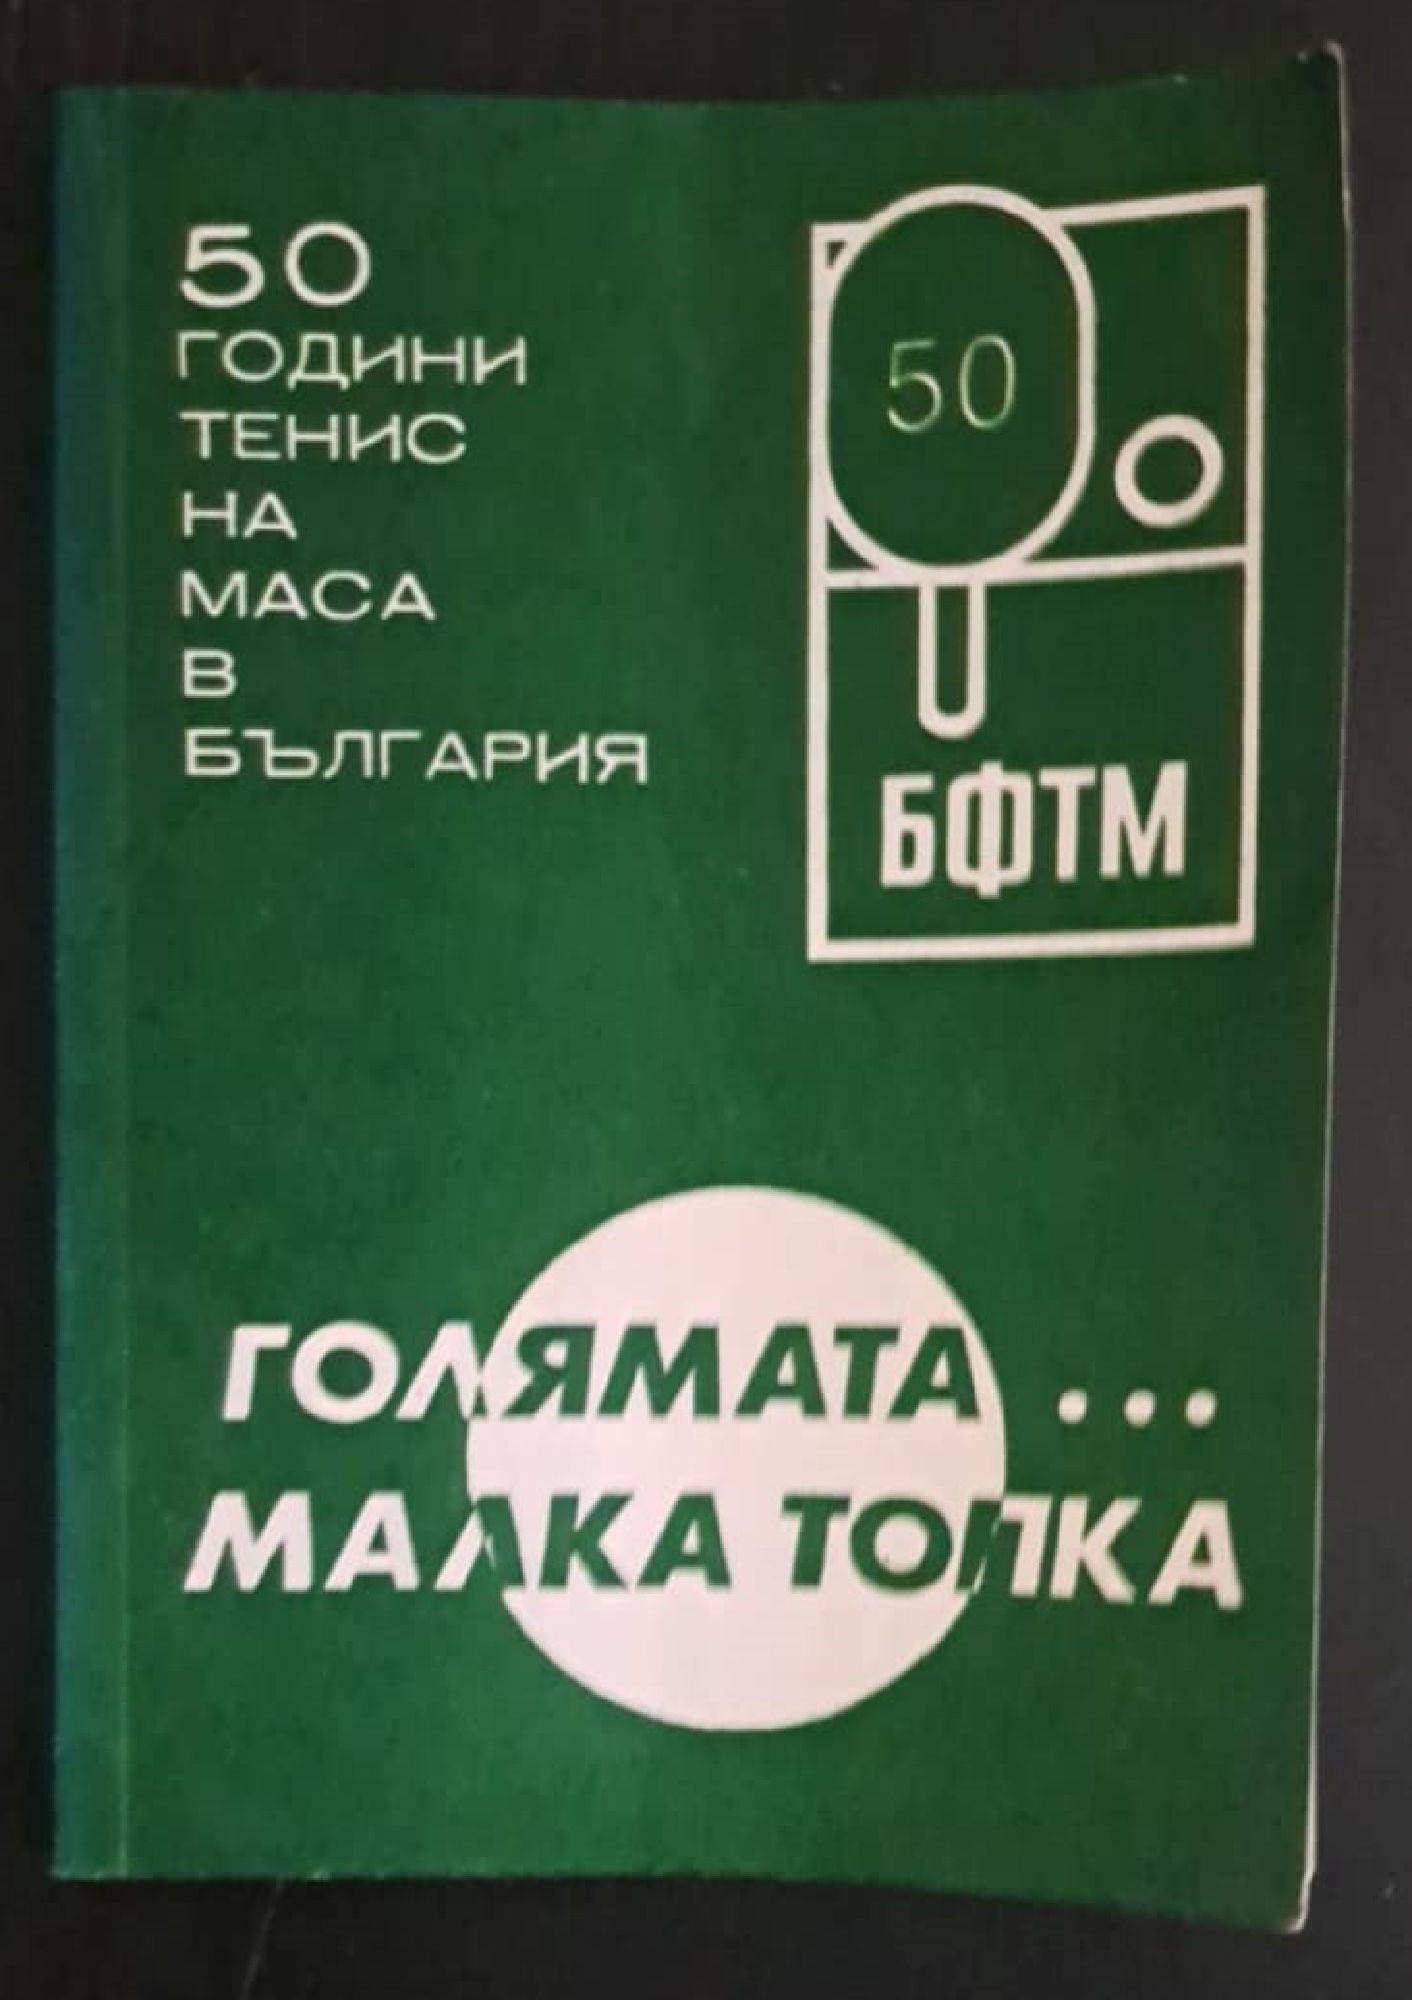 50
ГОДИНИ
ТЕНИС
НА
МАСА
В
БЪЛГАРИЯ
50
БФТМ
ГОЛЯМАТА ...
МАЛКА ТОПКА